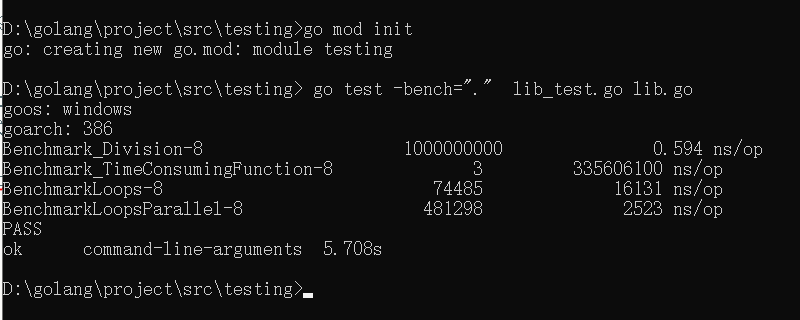 D:\golang\project\src\testing>go mod init
go: creating new go.mod: module testing
D:\golang\project\src\testing> go test -bench="."  lib_test.go lib.go
goos: windows
goarch: 386
Benchmark_Division-8 1000000000 0.594 ns/op
Benchmark_TimeConsumingFunction-8 3 335606100 ns/op
BenchmarkLoops-8 74485 16131 ns/op
BenchmarkLoopsParallel-8 481298 2523 ns/op
PASS
ok command-line-arguments 5.708s
D:\golang\project\src\testing>